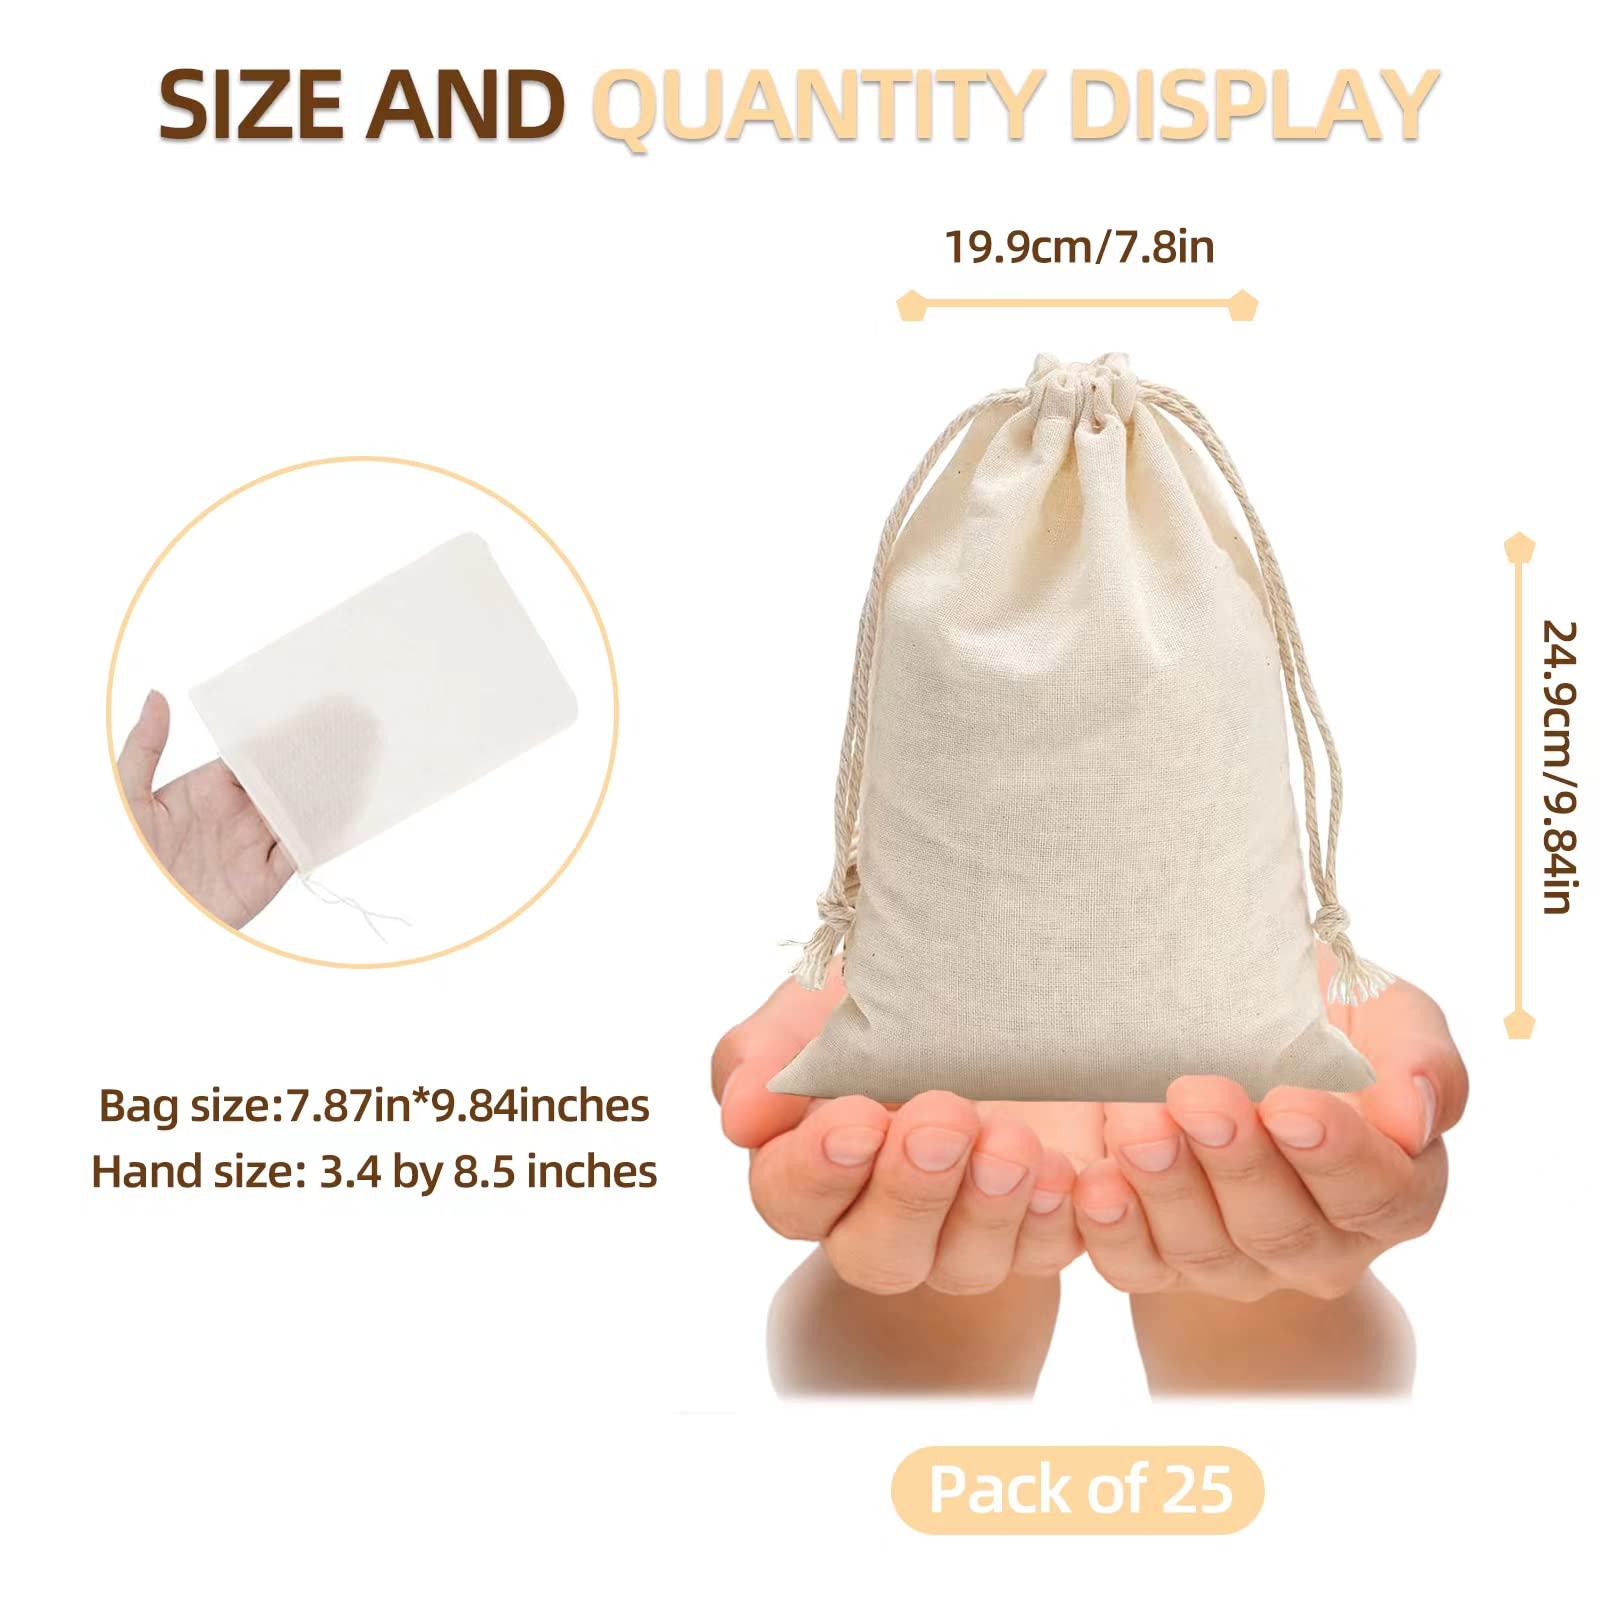 SIZE AND QUANTITY DISPLAY
19.9cm/7.8in
24.9cm/9.84in
Bag size:7.87in*9.84inches
Hand size: 3.4 by 8.5 inches
Pack of 25